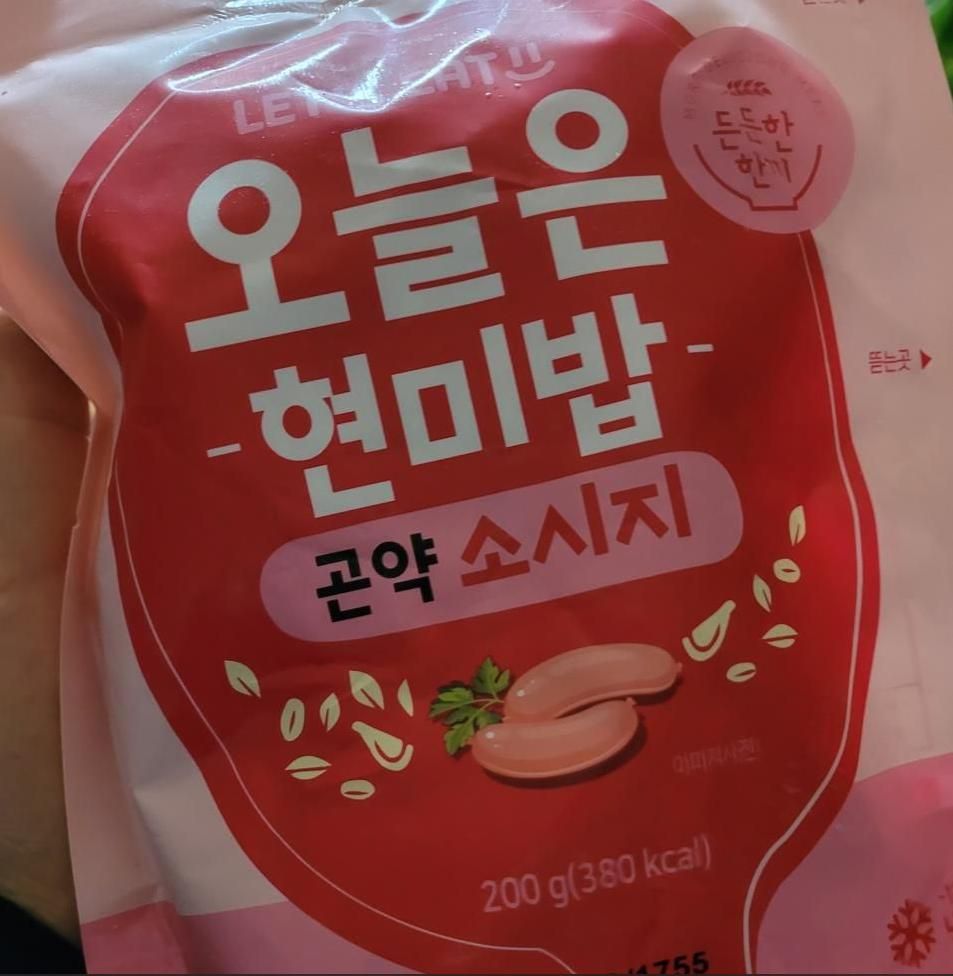 든든한
한끼
오늘은
-현미밥-
뜯는곳 ▶
곤약 소시지
이미지사진
200 g(380 kcal)
1755